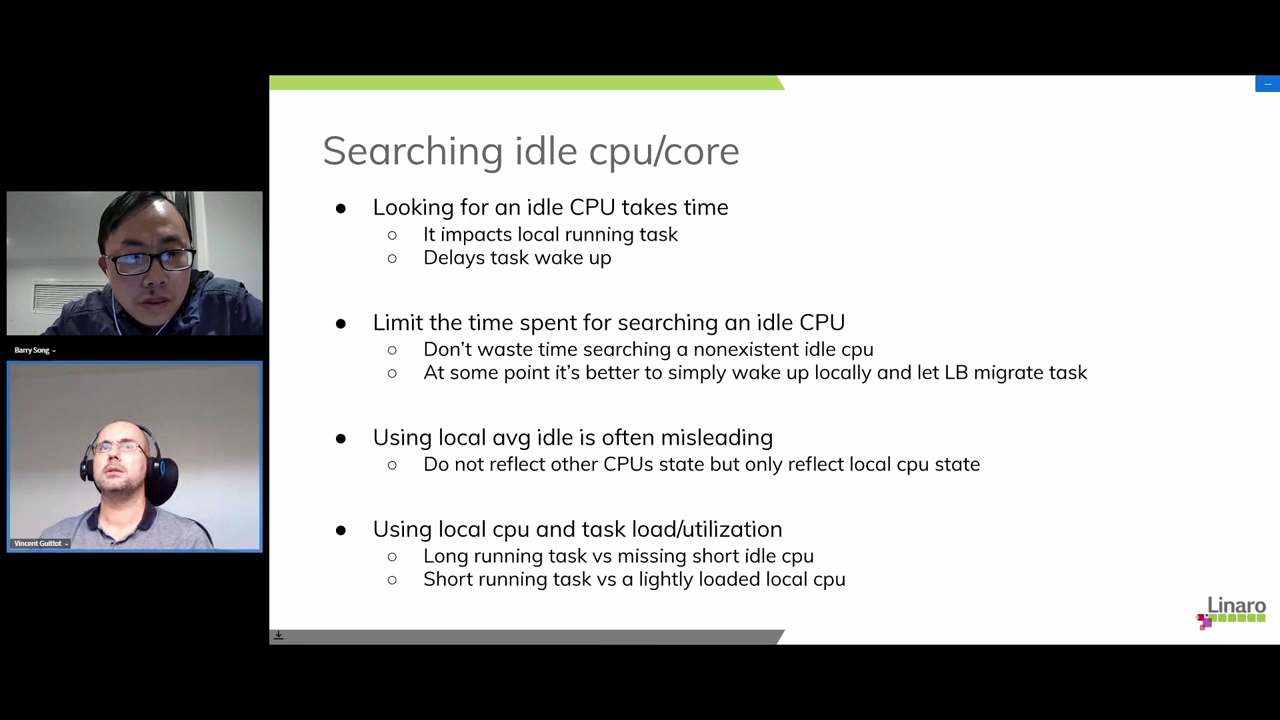 Searching idle cpu/core
● Looking for an idle CPU takes time
○ It impacts local running task
○ Delays task wake up
● Limit the time spent for searching an idle CPU
○ Don’t waste time searching a nonexistent idle cpu
○ At some point it’s better to simply wake up locally and let LB migrate task
● Using local avg idle is often misleading
○ Do not reflect other CPUs state but only reflect local cpu state
● Using local cpu and task load/utilization
○ Long running task vs missing short idle cpu
○ Short running task vs a lightly loaded local cpu
Linaro
Barry Song
Vincent Guittot